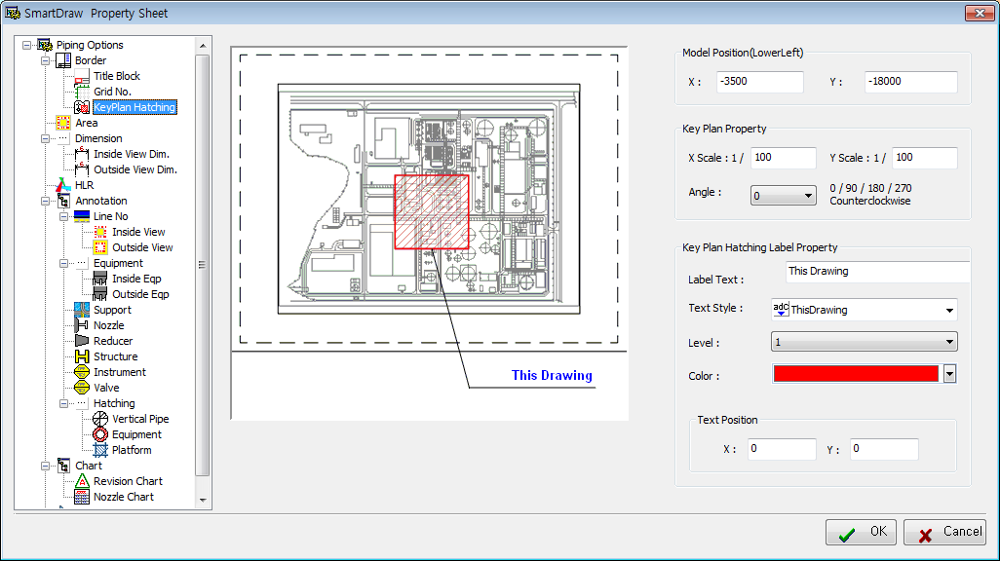 SmartDraw Property Sheet
Piping Options
Border
Title Block
Grid No.
KeyPlan Hatching
Area
Dimension
Inside View Dim.
Outside View Dim.
HLR
Annotation
Line No
Inside View
Outside View
Equipment
Inside Eqp
Outside Eqp
Support
Nozzle
Reducer
Structure
Instrument
Valve
Hatching
Vertical Pipe
Equipment
Platform
Chart
Revision Chart
Nozzle Chart
This Drawing
Model Position(LowerLeft)
X : -3500 Y : -18000
Key Plan Property
X Scale : 1 / 100 Y Scale : 1 / 100
Angle : 0 0 / 90 / 180 / 270
Counterclockwise
Key Plan Hatching Label Property
Label Text : This Drawing
Text Style : adc ThisDrawing
Level : 1
Color :
Text Position
X : 0 Y : 0
OK Cancel